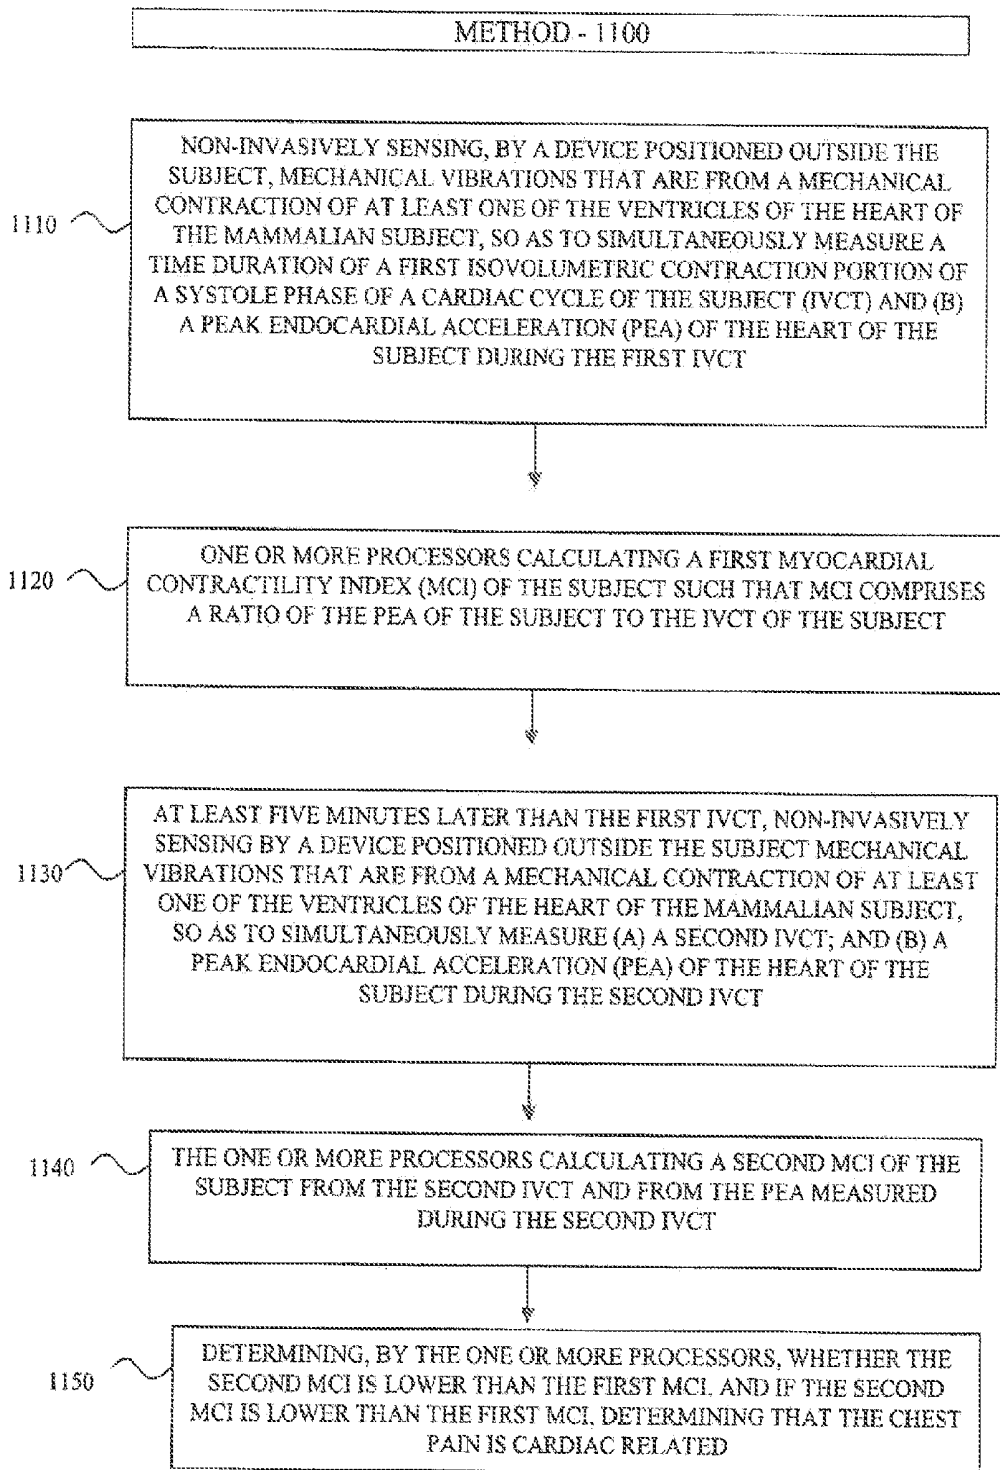 METHOD - 1100
1110
NON-INVASIVELY SENSING, BY A DEVICE POSITIONED OUTSIDE THE
SUBJECT, MECHANICAL VIBRATIONS THAT ARE FROM A MECHANICAL
CONTRACTION OF AT LEAST ONE OF THE VENTRICLES OF THE HEART OF
THE MAMMALIAN SUBJECT, SO AS TO SIMULTANEOUSLY MEASURE A
TIME DURATION OF A FIRST ISOVOLUMETRIC CONTRACTION PORTION OF
A SYSTOLE PHASE OF A CARDIAC CYCLE OF THE SUBJECT (IVCT) AND (B)
A PEAK ENDOCARDIAL ACCELERATION (PEA) OF THE HEART OF THE
SUBJECT DURING THE FIRST IVCT
1120
ONE OR MORE PROCESSORS CALCULATING A FIRST MYOCARDIAL
CONTRACTILITY INDEX (MCI) OF THE SUBJECT SUCH THAT MCI COMPRISES
A RATIO OF THE PEA OF THE SUBJECT TO THE IVCT OF THE SUBJECT
1130
AT LEAST FIVE MINUTES LATER THAN THE FIRST IVCT, NON-INVASIVELY
SENSING BY A DEVICE POSITIONED OUTSIDE THE SUBJECT MECHANICAL
VIBRATIONS THAT ARE FROM A MECHANICAL CONTRACTION OF AT LEAST
ONE OF THE VENTRICLES OF THE HEART OF THE MAMMALIAN SUBJECT,
SO AS TO SIMULTANEOUSLY MEASURE (A) A SECOND IVCT; AND (B) A
PEAK ENDOCARDIAL ACCELERATION (PEA) OF THE HEART OF THE
SUBJECT DURING THE SECOND IVCT
1140
THE ONE OR MORE PROCESSORS CALCULATING A SECOND MCI OF THE
SUBJECT FROM THE SECOND IVCT AND FROM THE PEA MEASURED
DURING THE SECOND IVCT
1150
DETERMINING, BY THE ONE OR MORE PROCESSORS, WHETHER THE
SECOND MCI IS LOWER THAN THE FIRST MCI, AND IF THE SECOND
MCI IS LOWER THAN THE FIRST MCI, DETERMINING THAT THE CHEST
PAIN IS CARDIAC RELATED